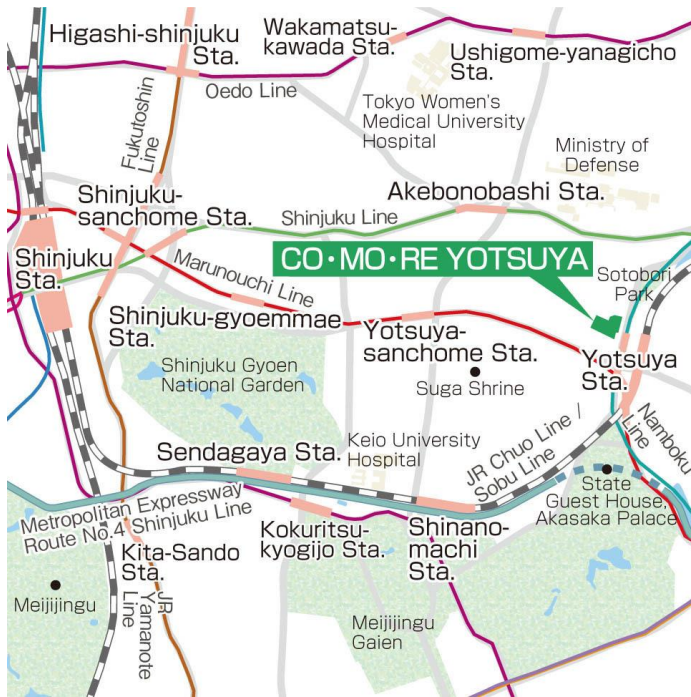 Higashi-shinjuku
Sta.
Wakamatsu-
kawada Sta.
Ushigome-yanagicho
Sta.
Oedo Line
Fukutoshin
Line
Tokyo Women's
Medical University
Hospital
Ministry of
Defense
Shinjuku-
sanchome Sta.
Akebonobashi Sta.
Shinjuku Line
Shinjuku
Sta.
Marunouchi Line
CO・MO・RE YOTSUYA
Sotobori
Park
Shinjuku-gyoemmae
Sta.
Yotsuya-
sanchome Sta.
Yotsuya
Sta.
Shinjuku Gyoen
National Garden
Suga Shrine
Namboku
Line
Sendagaya Sta.
Keio University
Hospital
JR Chuo Line /
Sobu Line
Metropolitan Expressway
Route No.4 Shinjuku Line
State
Guest House,
Akasaka Palace
Kokuritsu-
kyogijo Sta.
Shinano-
machi
Sta.
Kita-Sando
Sta.
Meijijingu
JR
Yamanote
Line
Meijijingu
Gaien